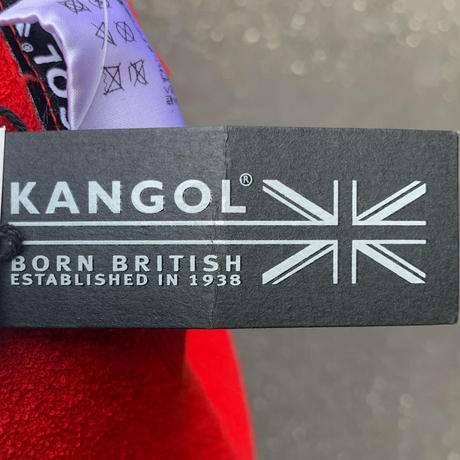 KANGOL®
BORN BRITISH
ESTABLISHED IN 1938